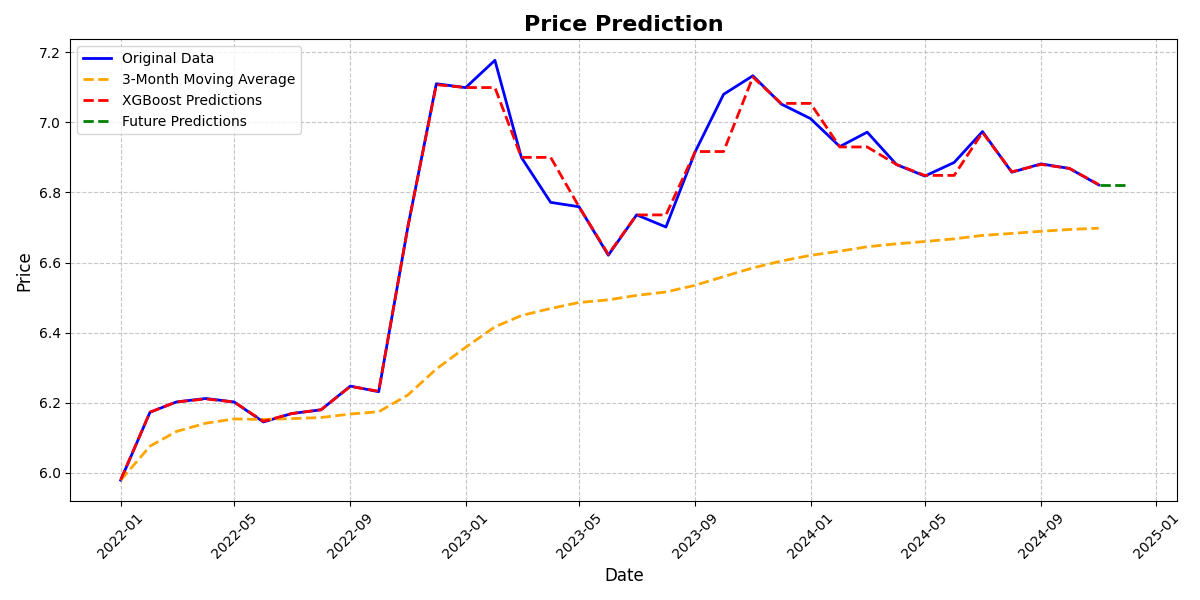 Price Prediction
Original Data
3-Month Moving Average
XGBoost Predictions
Future Predictions
Price
7.2
7.0
6.8
6.6
6.4
6.2
6.0
2022-01
2022-05
2022-09
2023-01
2023-05
2023-09
2024-01
2024-05
2024-09
2025-01
Date